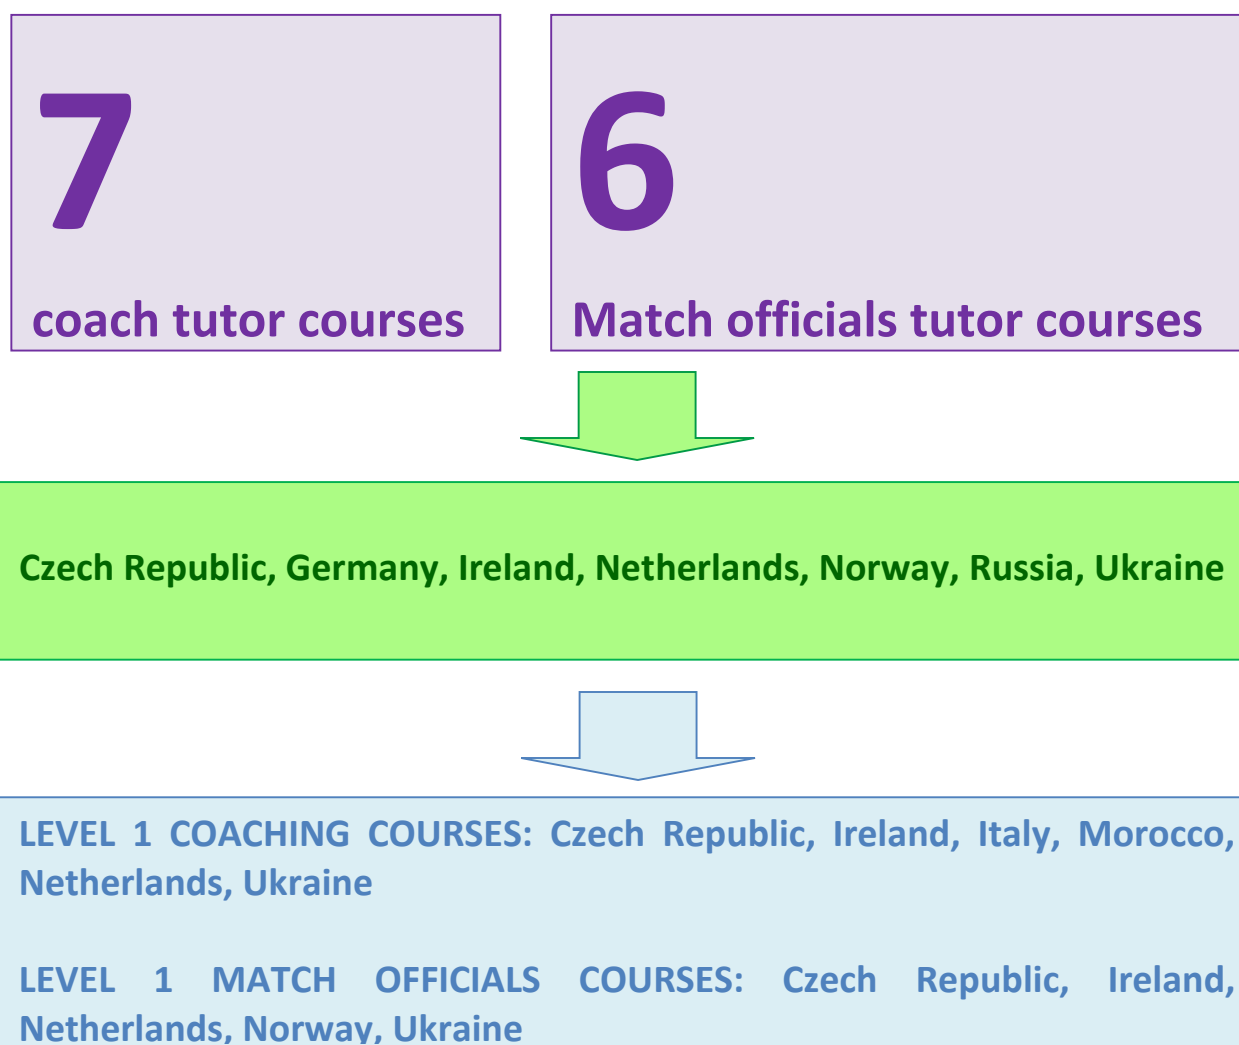 7
coach tutor courses
6
Match officials tutor courses
Czech Republic, Germany, Ireland, Netherlands, Norway, Russia, Ukraine
LEVEL 1 COACHING COURSES: Czech Republic, Ireland, Italy, Morocco,
Netherlands, Ukraine
LEVEL 1 MATCH OFFICIALS COURSES: Czech Republic, Ireland,
Netherlands, Norway, Ukraine